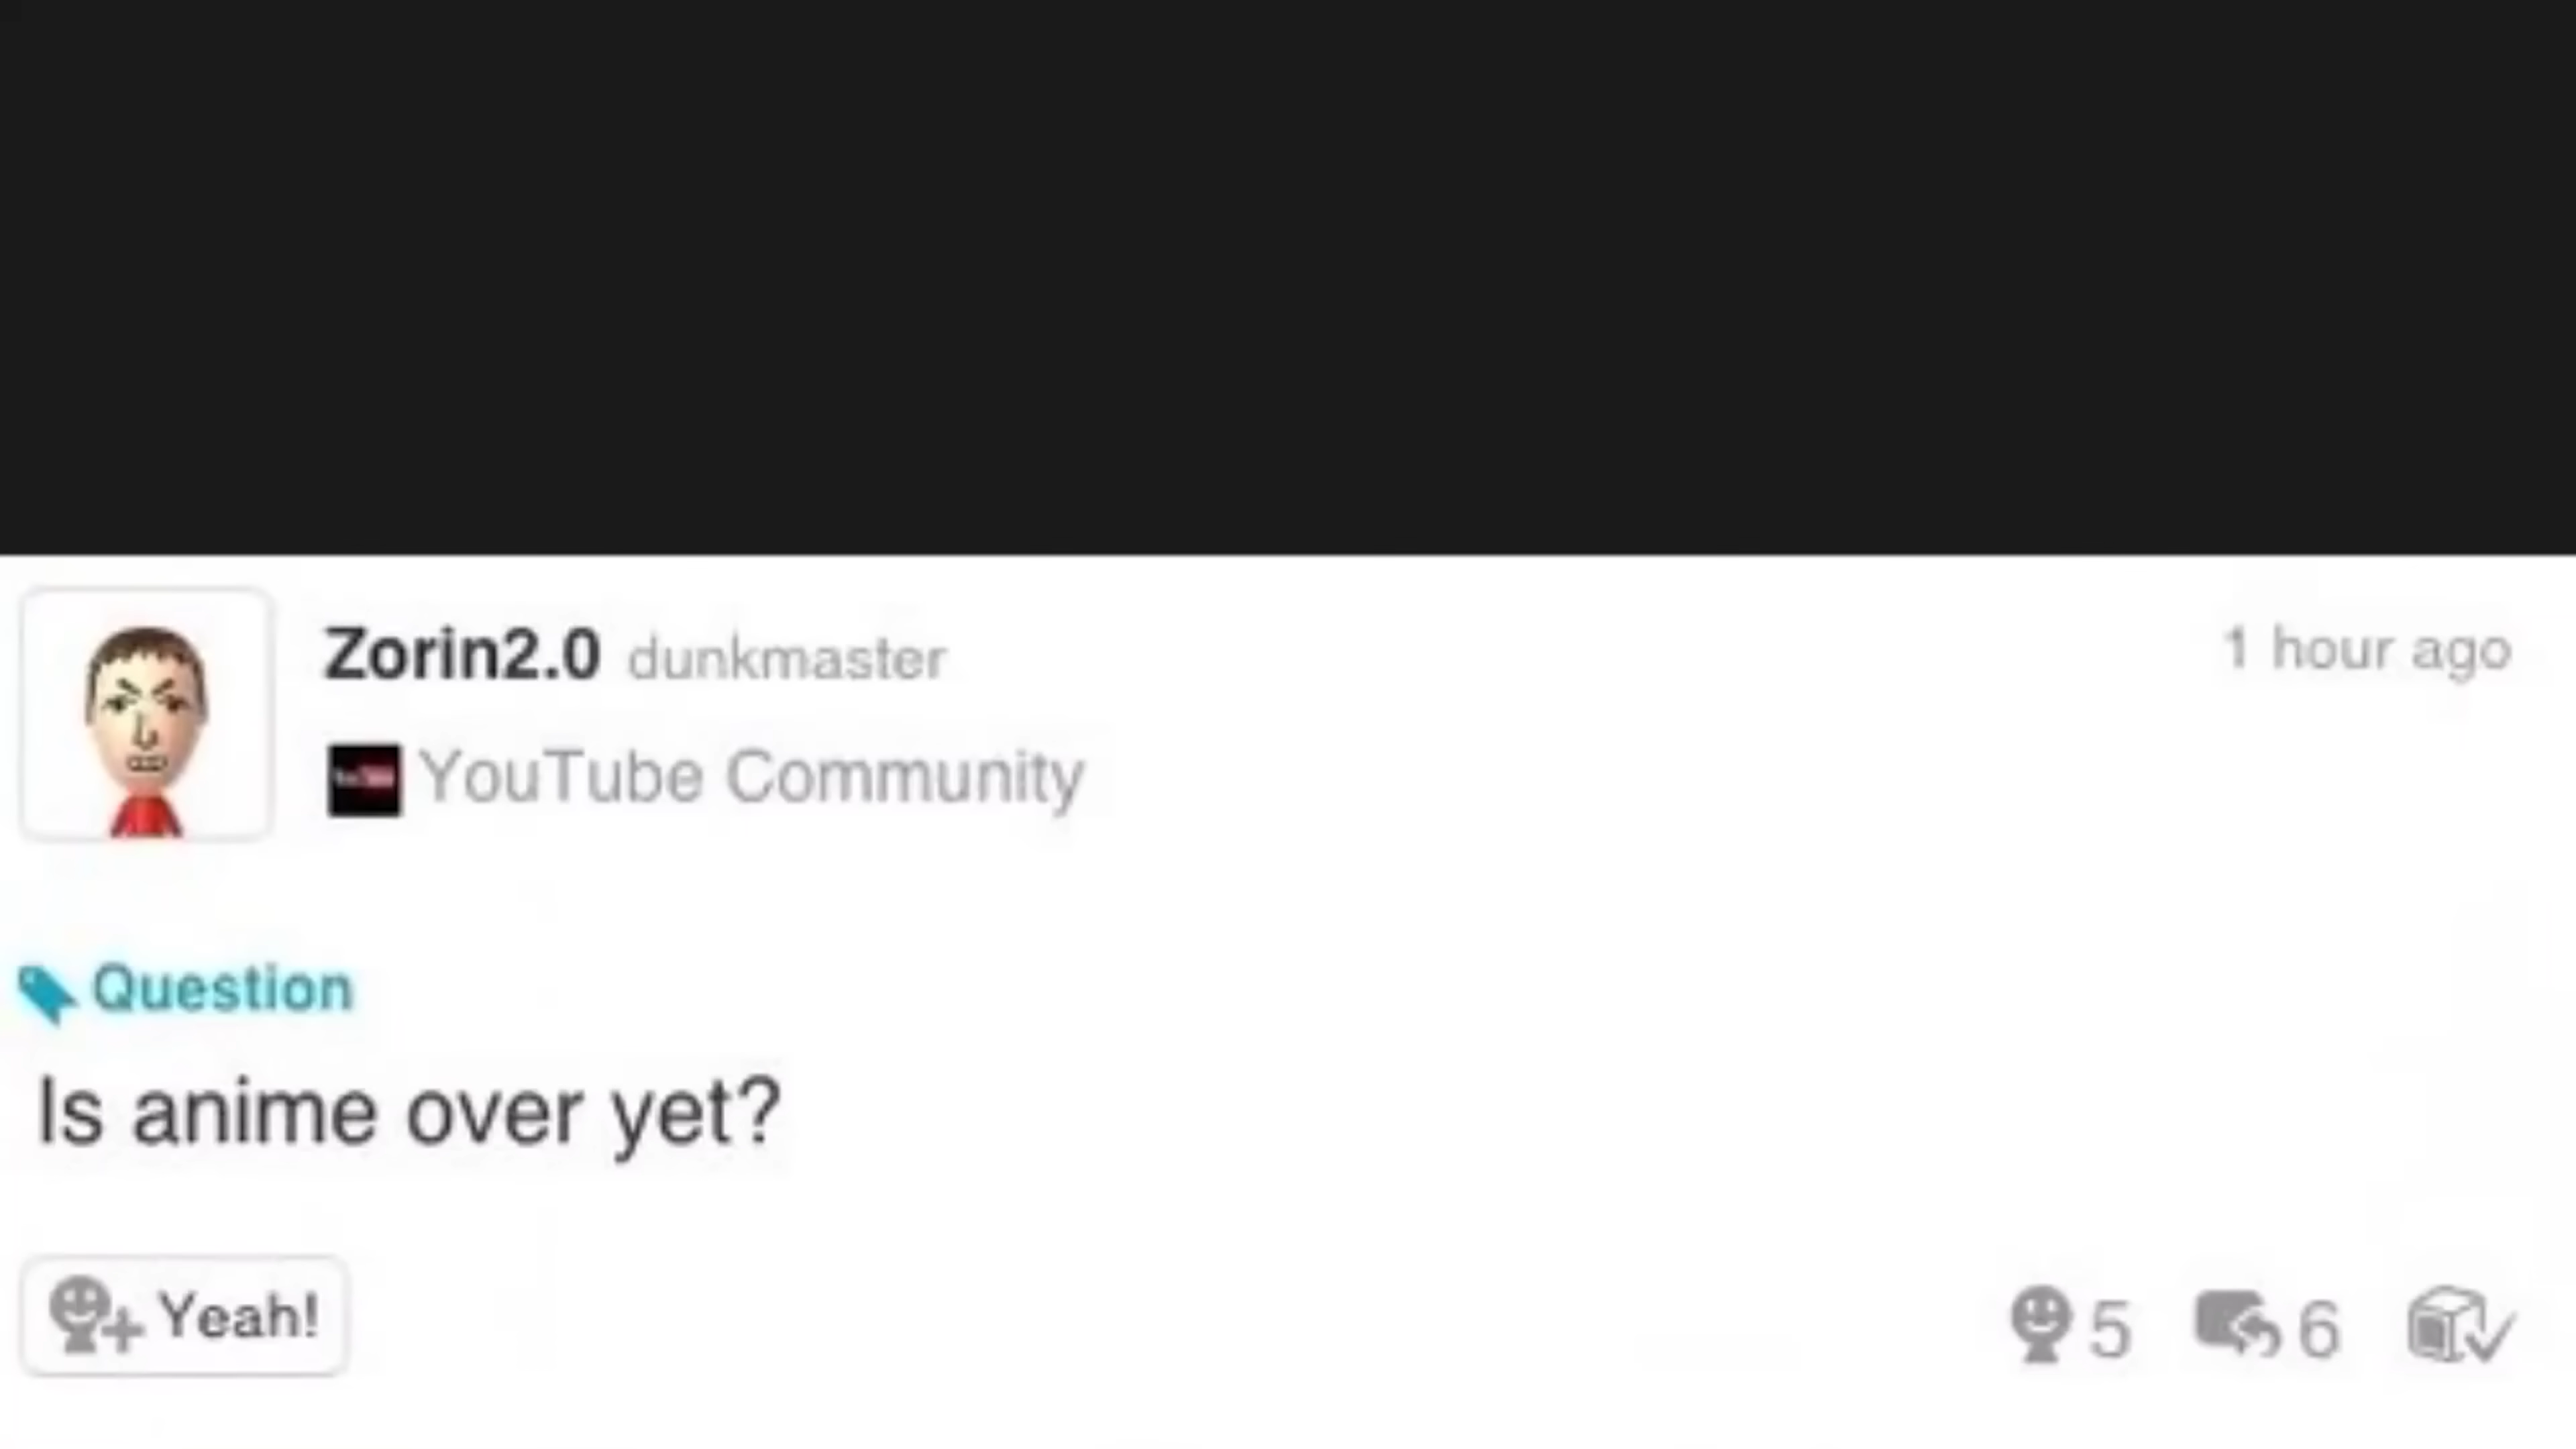 Zorin2.0 dunkmaster
1 hour ago
YouTube Community
Question
Is anime over yet?
Yeah!
5
6